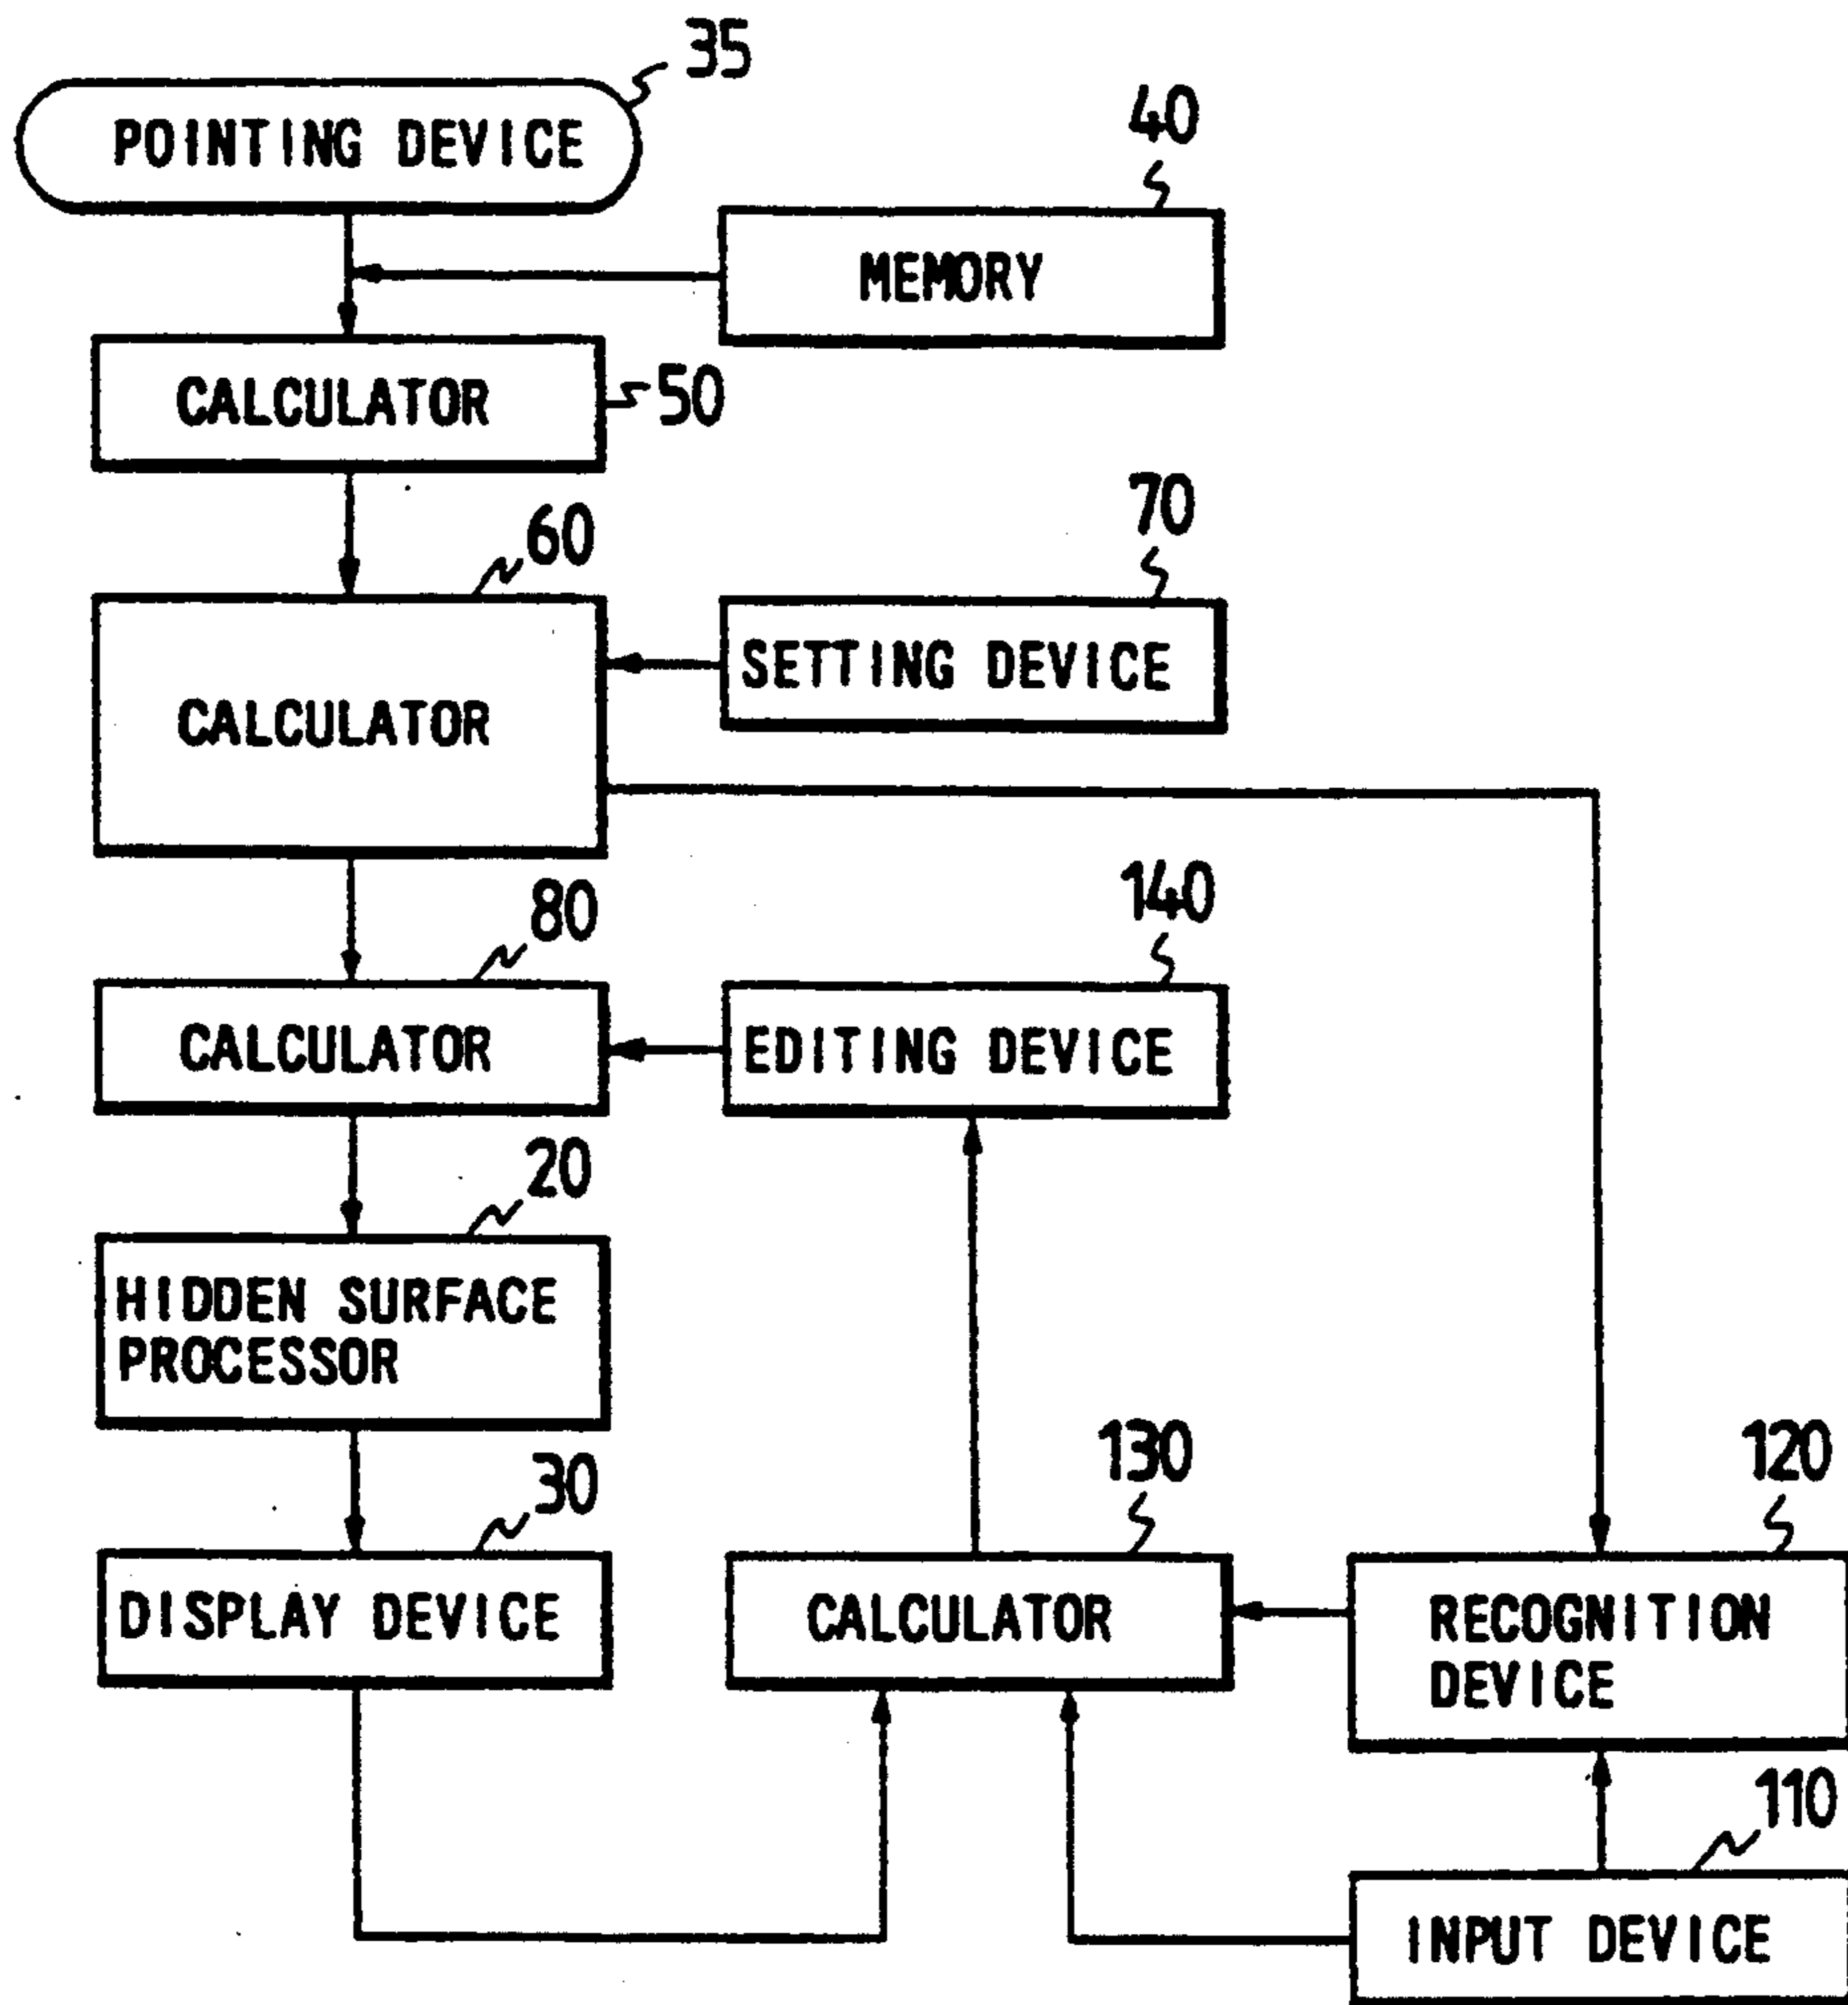 35
POINTING DEVICE
40
MEMORY
CALCULATOR
50
60
70
SETTING DEVICE
CALCULATOR
80
140
CALCULATOR
EDITING DEVICE
20
HIDDEN SURFACE
PROCESSOR
30
130
120
DISPLAY DEVICE
CALCULATOR
RECOGNITION
DEVICE
110
INPUT DEVICE